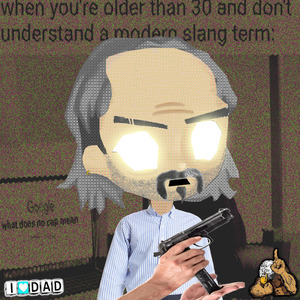 when you're older than 30 and don't
understand a modern slang term:
Google
what does no cap mean
I DAD